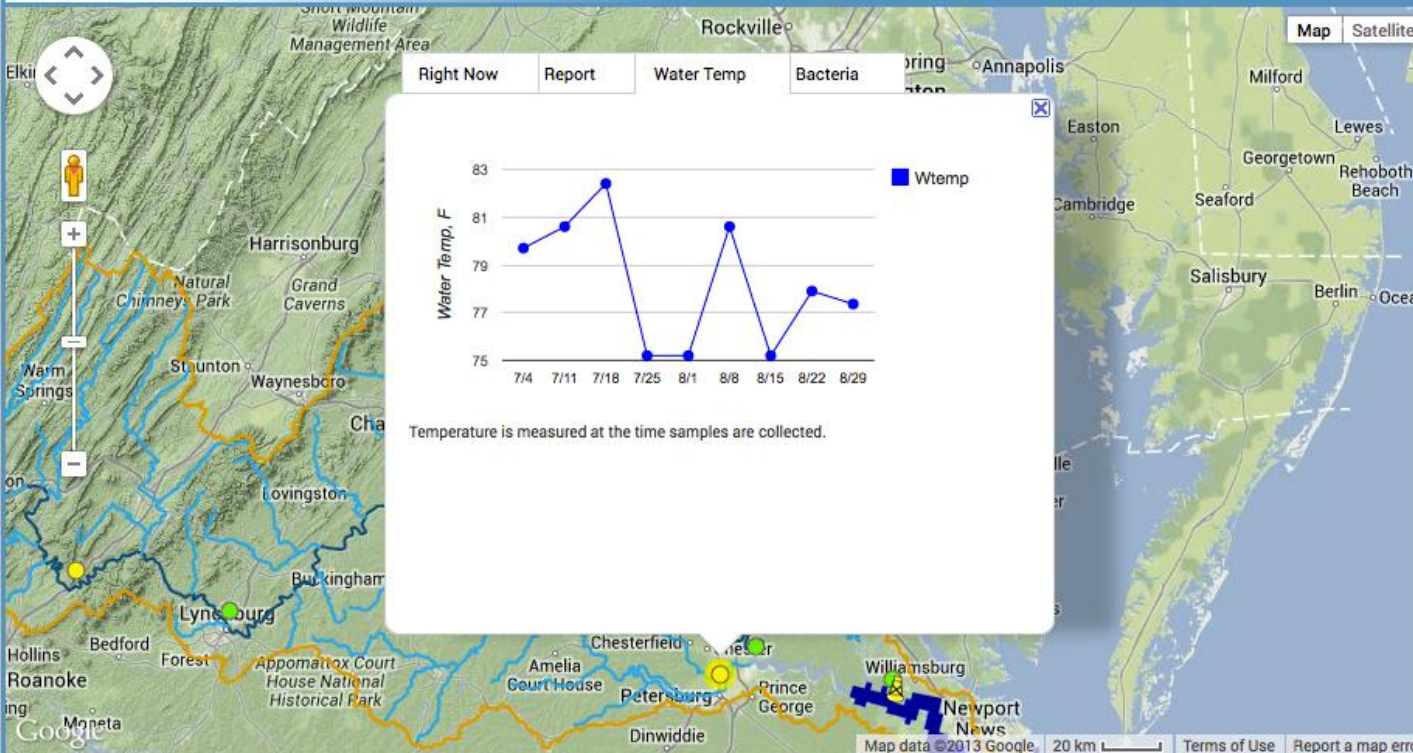 Short Mountain
Wildlife
Management Area
Rockville
Map
Satellite
Right Now
Report
Water Temp
Bacteria
Annapolis
Milford
Easton
Lewes
Georgetown
Rehoboth
Beach
Cambridge
Seaford
83
81
79
77
75
Water Temp, F
Wtemp
7/4 7/11 7/18 7/25 8/1 8/8 8/15 8/22 8/29
Temperature is measured at the time samples are collected.
Harrisonburg
Natural
Chimneys Park
Grand
Caverns
Salisbury
Berlin
Warm
Springs
Staunton
Waynesboro
Cha
Lovingston
Buckingham
Lynchburg
Bedford
Forest
Hollins
Roanoke
Appomattox Court
House National
Historical Park
Moneta
Google
Chesterfield
Chester
Amelia
Court House
Petersburg
Prince
George
Dinwiddie
Williamsburg
Newport
News
Map data ©2013 Google
20 km
Terms of Use
Report a map err